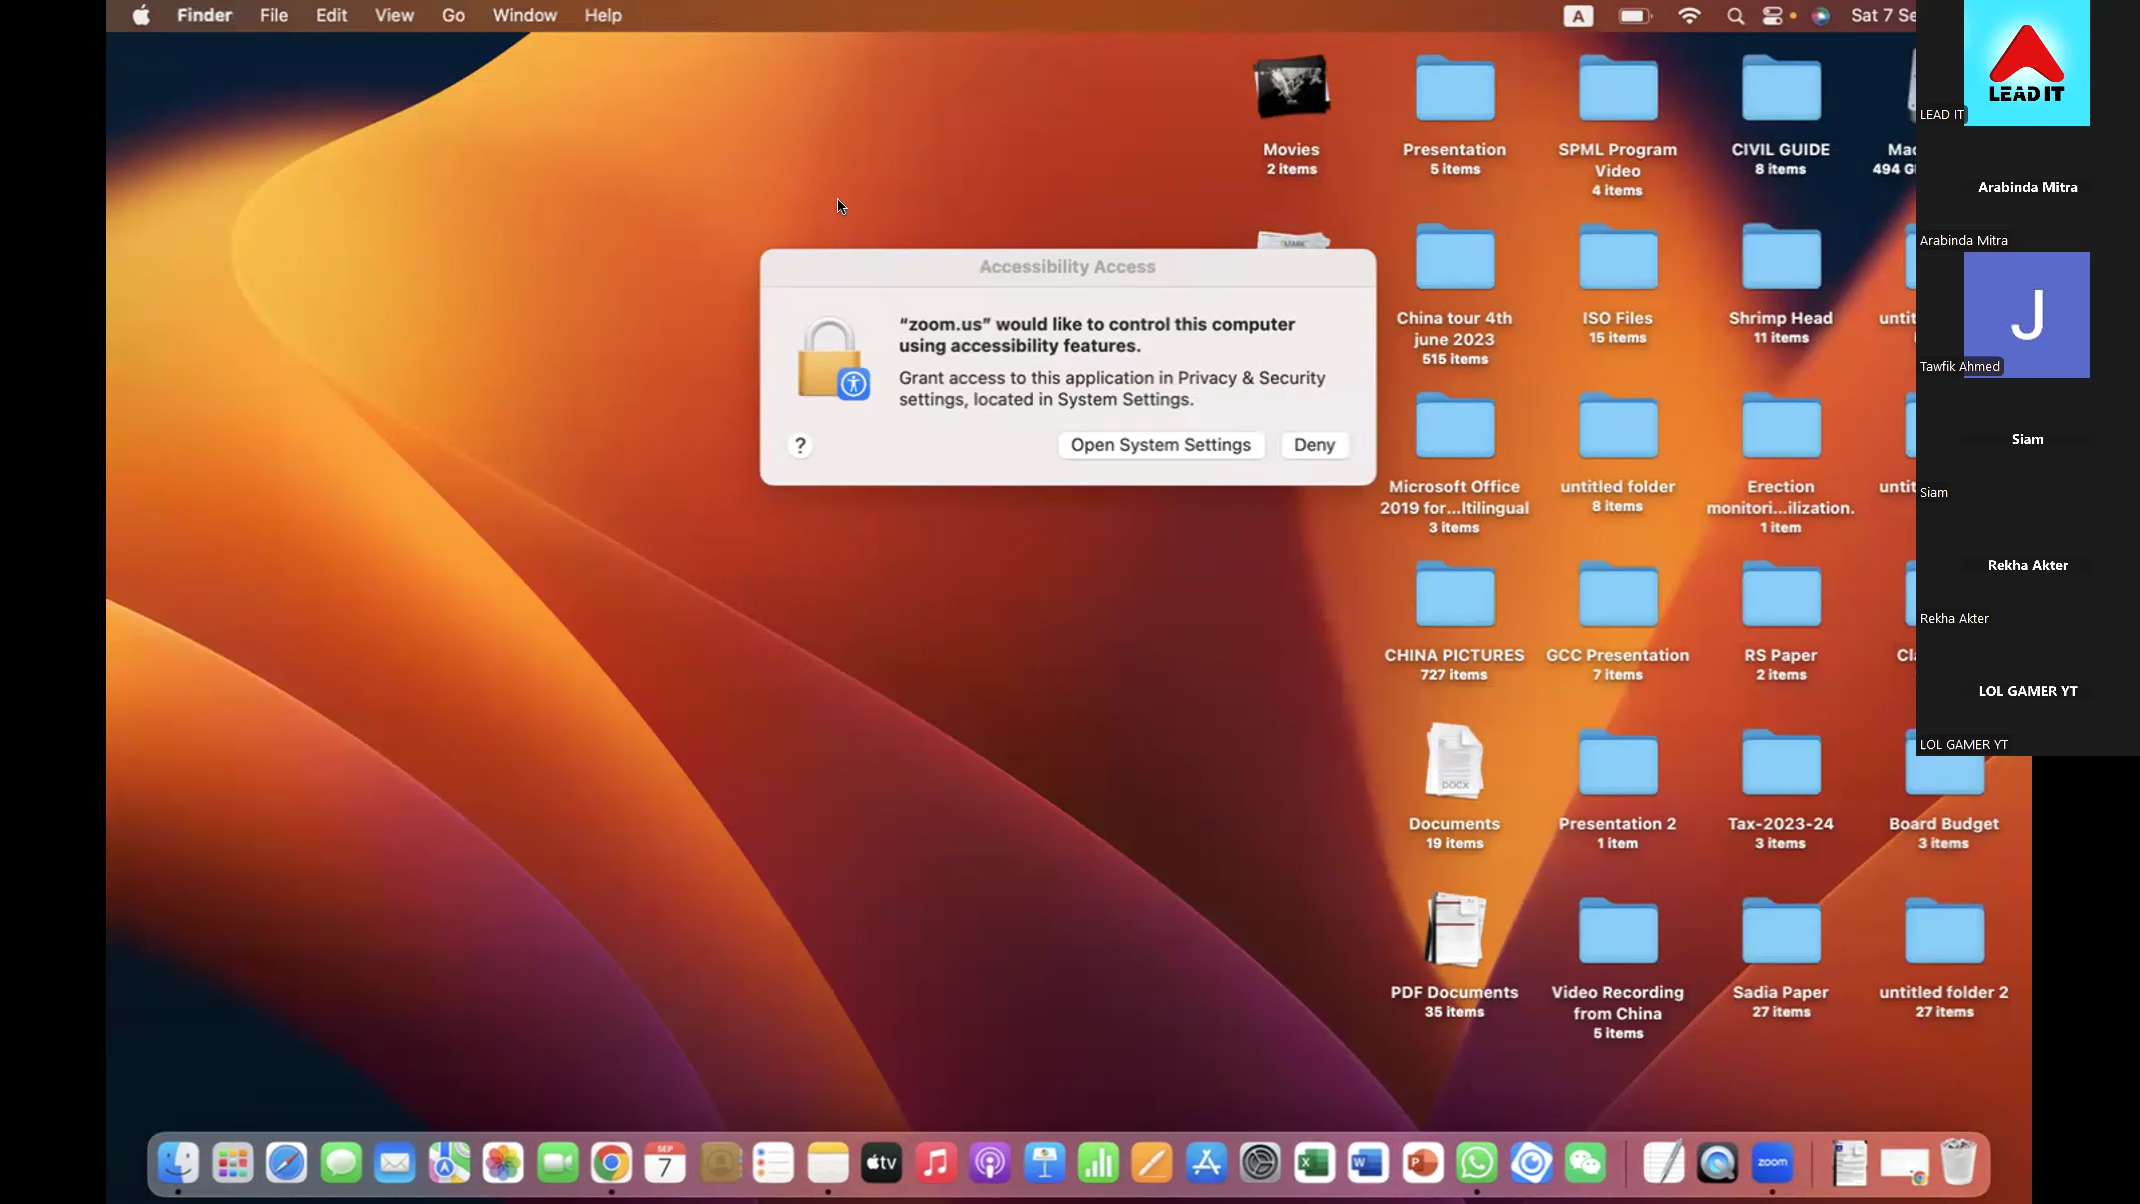 Finder File Edit View Go Window Help
A
Sat 7 Se
Movies
2 items
Presentation
5 items
SPML Program
Video
4 items
CIVIL GUIDE
8 items
Mac
494 G
China tour 4th
june 2023
515 items
ISO Files
15 items
Shrimp Head
11 items
untit
Accessibility Access
“zoom.us” would like to control this computer
using accessibility features.
Grant access to this application in Privacy & Security
settings, located in System Settings.
?
Open System Settings
Deny
Microsoft Office
2019 for...ltilingual
3 items
untitled folder
8 items
Erection
monitori...ilization.
1 item
untit
CHINA PICTURES
727 items
GCC Presentation
7 items
RS Paper
2 items
DOCX
Documents
19 items
Presentation 2
1 item
Tax-2023-24
3 items
Board Budget
3 items
PDF Documents
35 items
Video Recording
from China
5 items
Sadia Paper
27 items
untitled folder 2
27 items
LEAD IT
LEAD IT
Arabinda Mitra
Arabinda Mitra
J
Tawfik Ahmed
Siam
Siam
Rekha Akter
Rekha Akter
LOL GAMER YT
LOL GAMER YT
SEP
7
tv
X
W
P
zoom